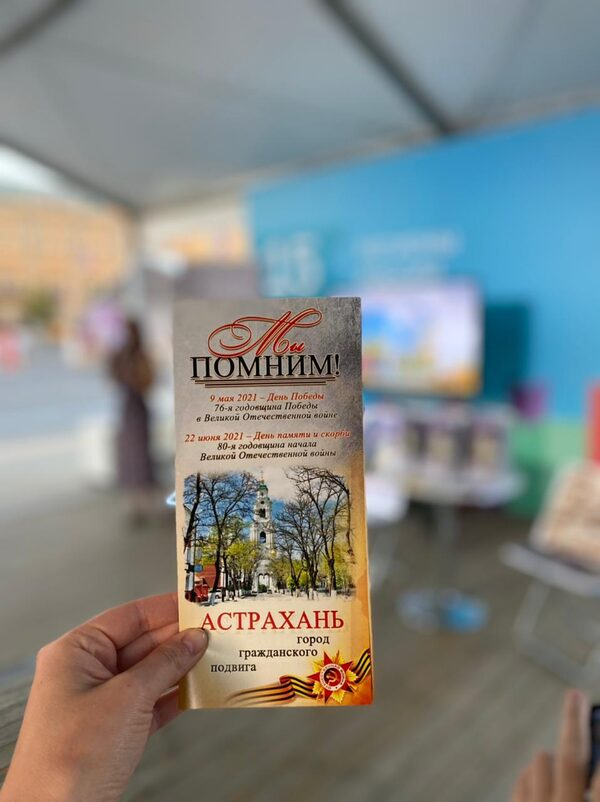 Мы
ПОМНИМ!
9 мая 2021 – День Победы
76-я годовщина Победы
в Великой Отечественной войне
22 июня 2021 – День памяти и скорби
80-я годовщина начала
Великой Отечественной войны
АСТРАХАНЬ
город
гражданского
подвига